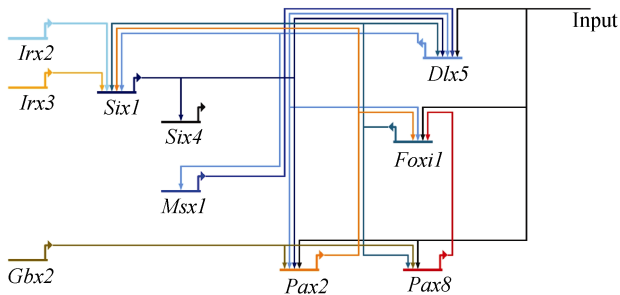 Input
Irx2
Dlx5
Irx3
Six1
Six4
Foxi1
Msx1
Gbx2
Pax2
Pax8